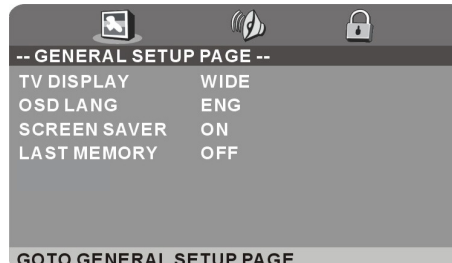 -- GENERAL SETUP PAGE --
TV DISPLAY WIDE
OSD LANG ENG
SCREEN SAVER ON
LAST MEMORY OFF
GOTO GENERAL SETUP PAGE